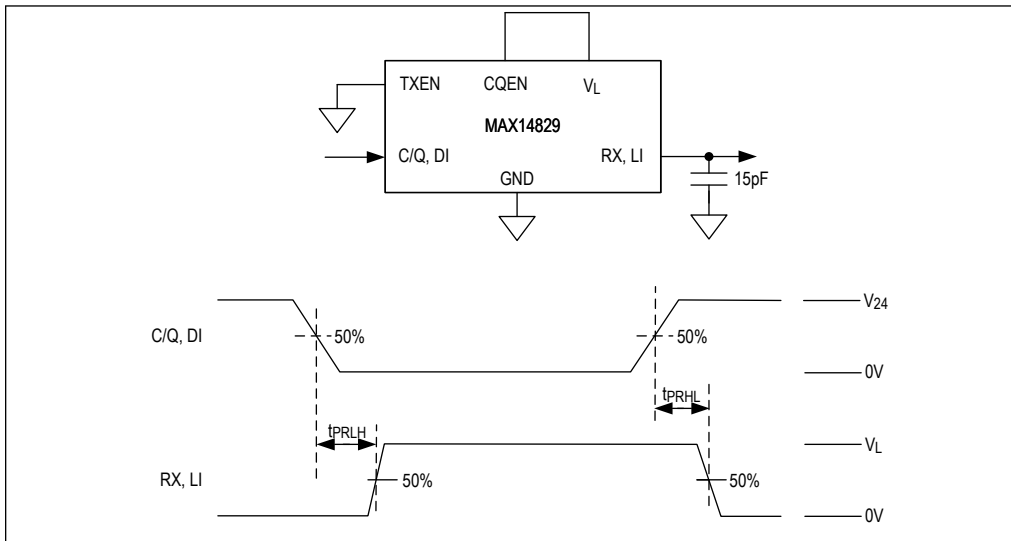 TXEN CQEN VL
MAX14829
C/Q, DI RX, LI
GND
15pF
V24
C/Q, DI 50% 50%
0V
tPRHL
tPRLH VL
RX, LI 50% 50%
0V